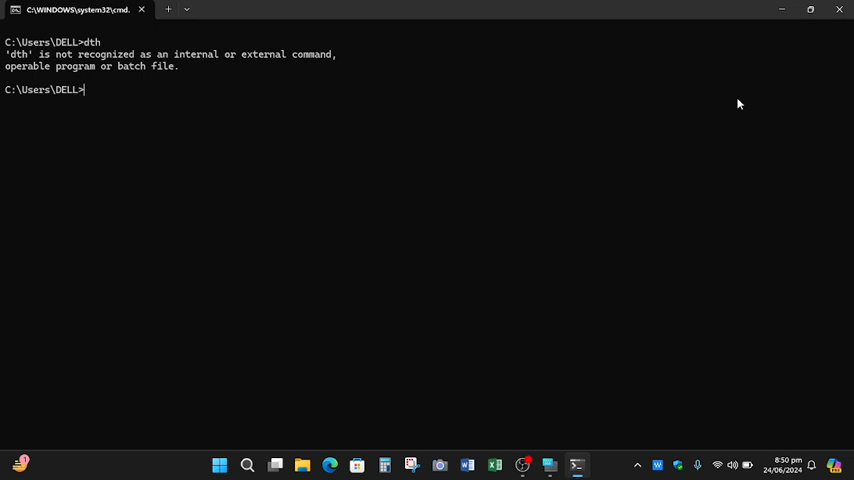 C:\WINDOWS\system32\cmd.
C:\Users\DELL>dth
'dth' is not recognized as an internal or external command,
operable program or batch file.
C:\Users\DELL>
1
8:50 pm
24/06/2024